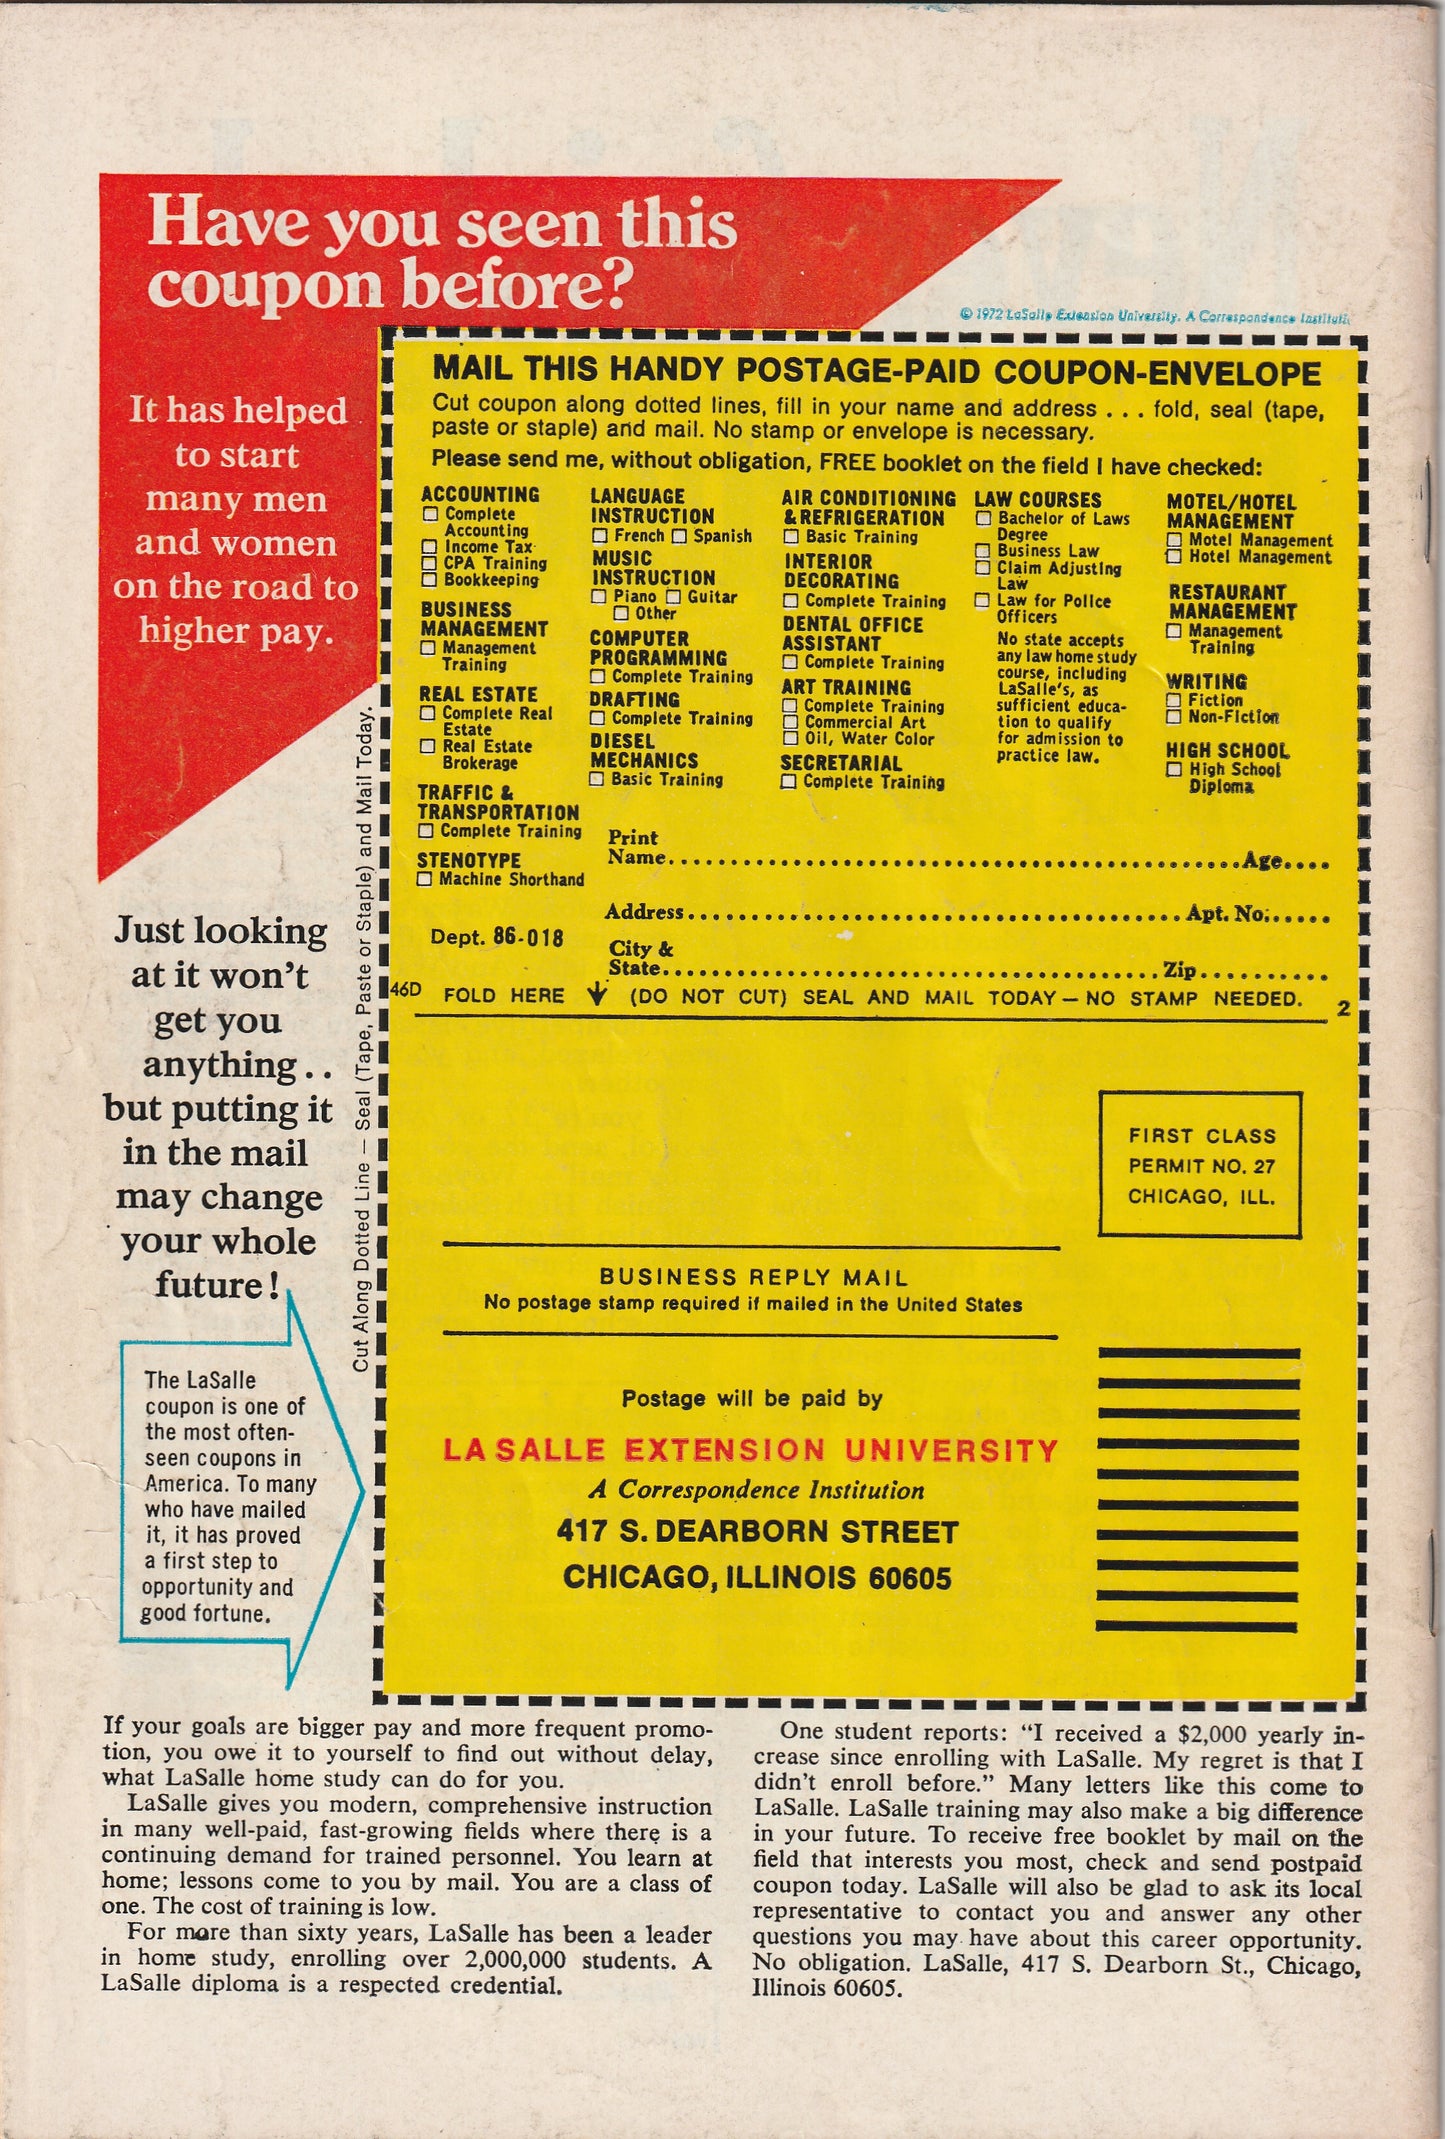 Have you seen this
coupon before?
It has helped
to start
many men
and women
on the road to
higher pay.
© 1972 LaSalle Extension University. A Correspondence Instituti
MAIL THIS HANDY POSTAGE-PAID COUPON-ENVELOPE
Cut coupon along dotted lines, fill in your name and address . . . fold, seal (tape,
paste or staple) and mail. No stamp or envelope is necessary.
Please send me, without obligation, FREE booklet on the field I have checked:
ACCOUNTING
Complete
Accounting
Income Tax
CPA Training
Bookkeeping
BUSINESS
MANAGEMENT
Management
Training
REAL ESTATE
Complete Real
Estate
Real Estate
Brokerage
TRAFFIC &
TRANSPORTATION
Complete Training
STENOTYPE
Machine Shorthand
LANGUAGE
INSTRUCTION
French Spanish
MUSIC
INSTRUCTION
Piano Guitar
Other
COMPUTER
PROGRAMMING
Complete Training
DRAFTING
Complete Training
DIESEL
MECHANICS
Basic Training
AIR CONDITIONING
& REFRIGERATION
Basic Training
INTERIOR
DECORATING
Complete Training
DENTAL OFFICE
ASSISTANT
Complete Training
ART TRAINING
Complete Training
Commercial Art
Oil, Water Color
SECRETARIAL
Complete Training
LAW COURSES
Bachelor of Laws
Degree
Business Law
Claim Adjusting
Law
Law for Police
Officers
No state accepts
any law home study
course, including
LaSalle's, as
sufficient educa-
tion to qualify
for admission to
practice law.
MOTEL/HOTEL
MANAGEMENT
Motel Management
Hotel Management
RESTAURANT
MANAGEMENT
Management
Training
WRITING
Fiction
Non-Fiction
HIGH SCHOOL
High School
Diploma
Print
Name Age
Address Apt. No.
Dept. 86-018
City &
State Zip
46D FOLD HERE (DO NOT CUT) SEAL AND MAIL TODAY — NO STAMP NEEDED. 2
Cut Along Dotted Line — Seal (Tape, Paste or Staple) and Mail Today.
FIRST CLASS
PERMIT NO. 27
CHICAGO, ILL.
BUSINESS REPLY MAIL
No postage stamp required if mailed in the United States
Postage will be paid by
LA SALLE EXTENSION UNIVERSITY
A Correspondence Institution
417 S. DEARBORN STREET
CHICAGO, ILLINOIS 60605
Just looking
at it won't
get you
anything . .
but putting it
in the mail
may change
your whole
future!
The LaSalle
coupon is one of
the most often-
seen coupons in
America. To many
who have mailed
it, it has proved
a first step to
opportunity and
good fortune.
If your goals are bigger pay and more frequent promo-
tion, you owe it to yourself to find out without delay,
what LaSalle home study can do for you.
LaSalle gives you modern, comprehensive instruction
in many well-paid, fast-growing fields where there is a
continuing demand for trained personnel. You learn at
home; lessons come to you by mail. You are a class of
one. The cost of training is low.
For more than sixty years, LaSalle has been a leader
in home study, enrolling over 2,000,000 students. A
LaSalle diploma is a respected credential.
One student reports: "I received a $2,000 yearly in-
crease since enrolling with LaSalle. My regret is that I
didn't enroll before." Many letters like this come to
LaSalle. LaSalle training may also make a big difference
in your future. To receive free booklet by mail on the
field that interests you most, check and send postpaid
coupon today. LaSalle will also be glad to ask its local
representative to contact you and answer any other
questions you may have about this career opportunity.
No obligation. LaSalle, 417 S. Dearborn St., Chicago,
Illinois 60605.